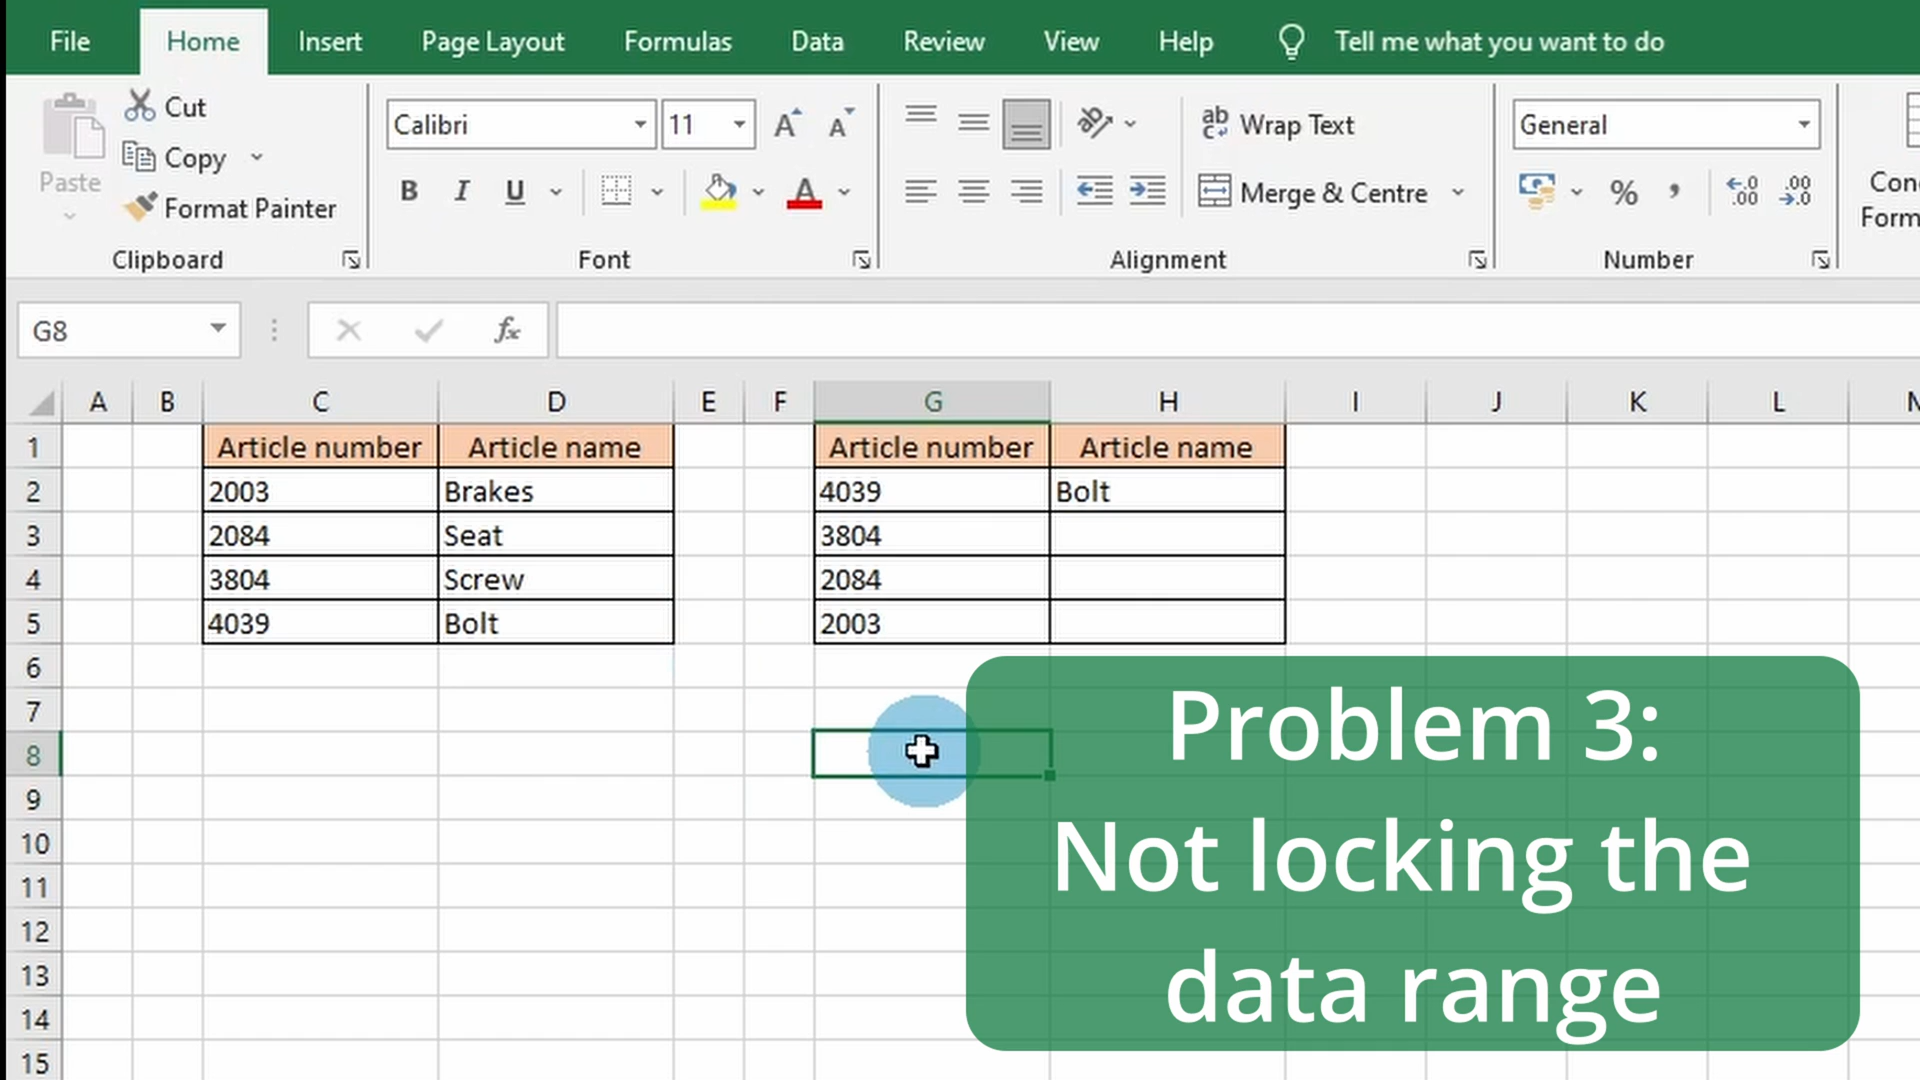 File Home Insert Page Layout Formulas Data Review View Help Tell me what you want to do
Paste
Cut
Copy
Format Painter
Clipboard
Calibri 11
B I U
Font
ab Wrap Text
Merge & Centre
Alignment
General
% ,
Number
G8
fx
A B C D E F G H I J K L
1 Article number Article name Article number Article name
2 2003 Brakes 4039 Bolt
3 2084 Seat 3804
4 3804 Screw 2084
5 4039 Bolt 2003
6
7
8
9
10
11
12
13
14
15
Problem 3:
Not locking the
data range